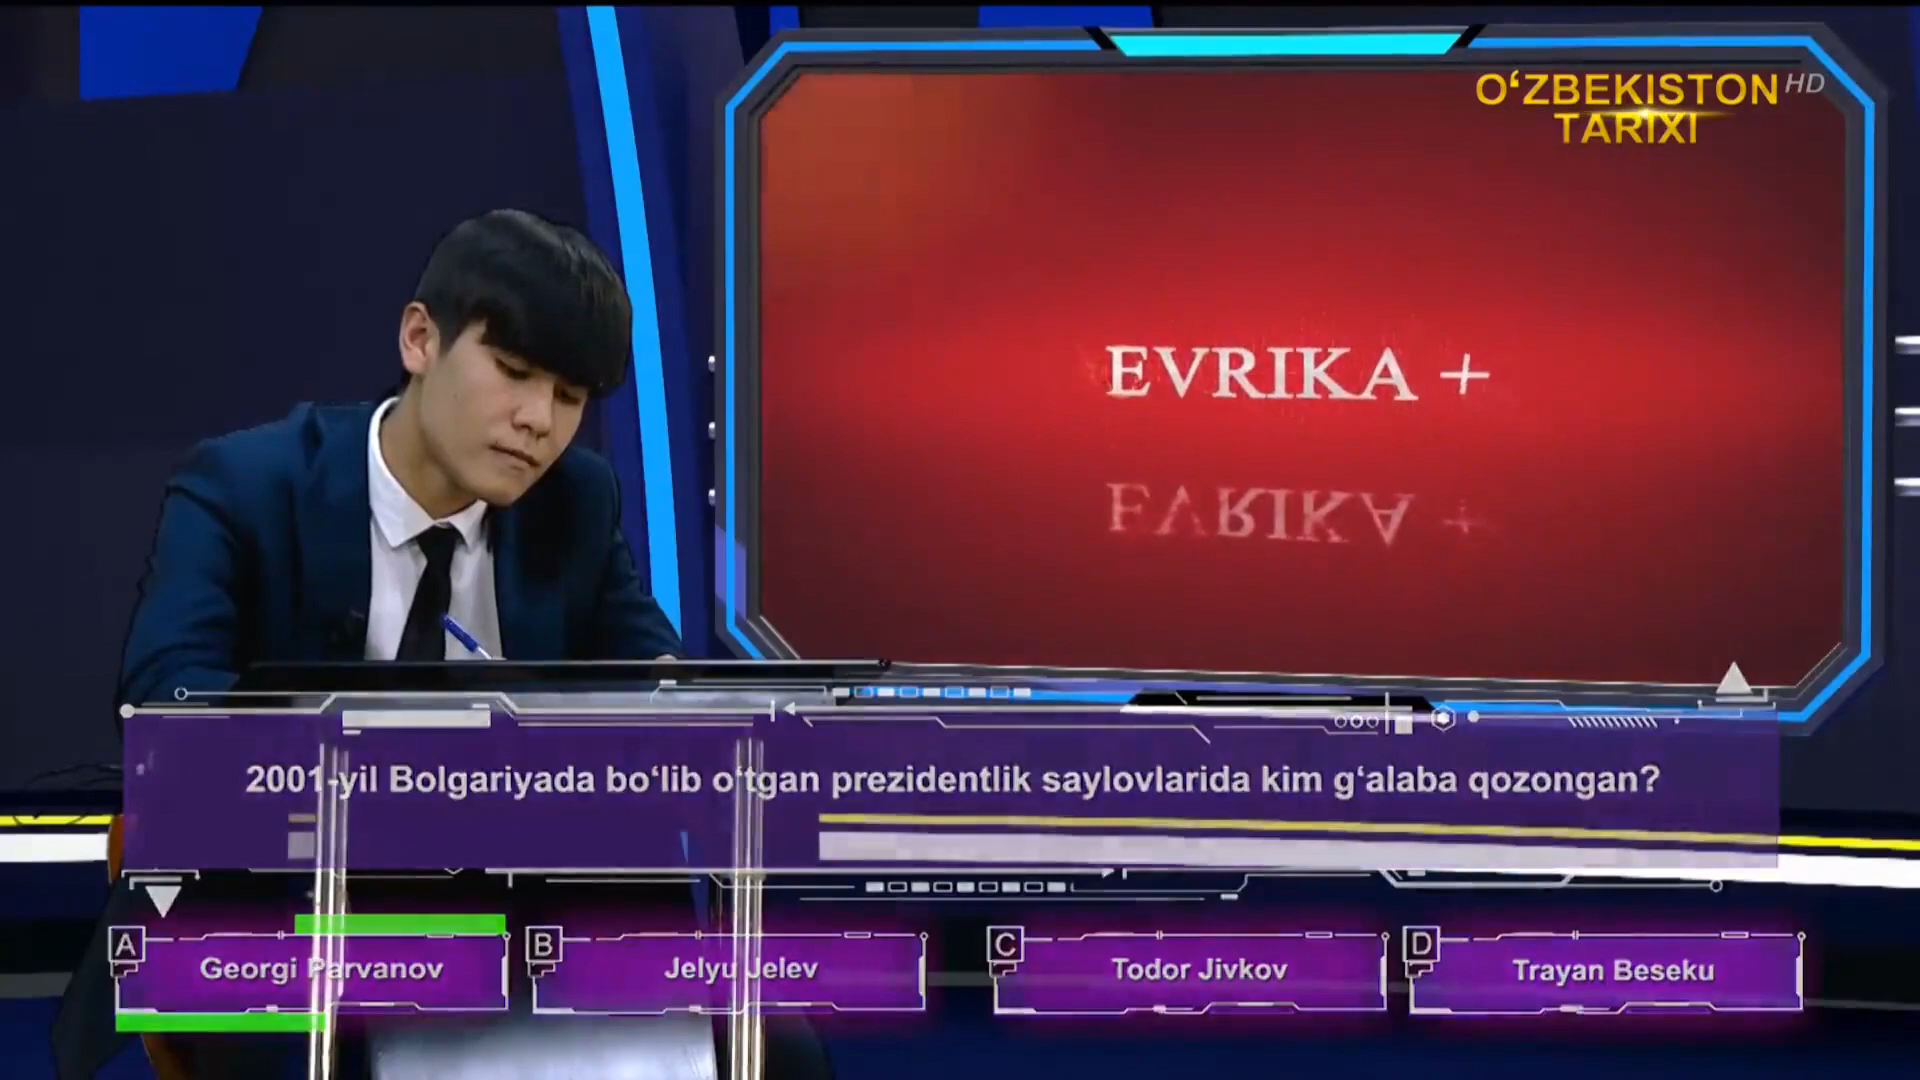 O‘ZBEKISTON HD
TARIXI
EVRIKA +
EVRIKA +
2001-yil Bolgariyada bo‘lib o‘tgan prezidentlik saylovlarida kim g‘alaba qozongan?
A Georgi Parvanov
B Jelyu Jelev
C Todor Jivkov
D Trayan Beseku